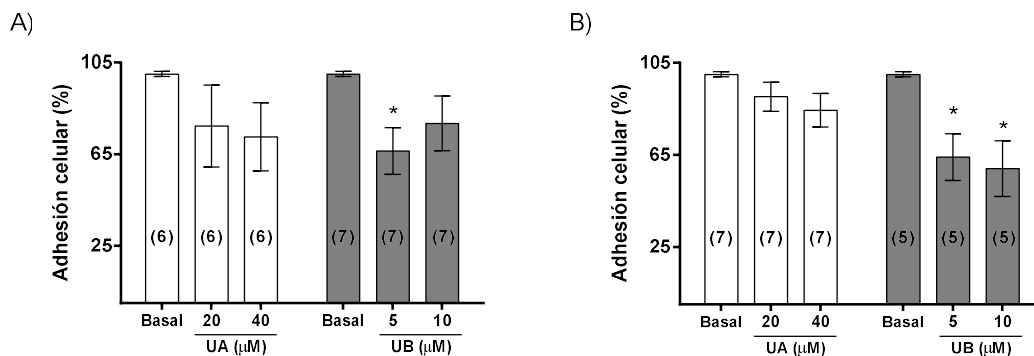 A)
Adhesión celular (%)
105
65
25
(6) (6) (6) (7) (7) (7)
*
Basal 20 40 Basal 5 10
UA (µM) UB (µM)
B)
Adhesión celular (%)
105
65
25
(7) (7) (7) (5) (5) (5)
* *
Basal 20 40 Basal 5 10
UA (µM) UB (µM)